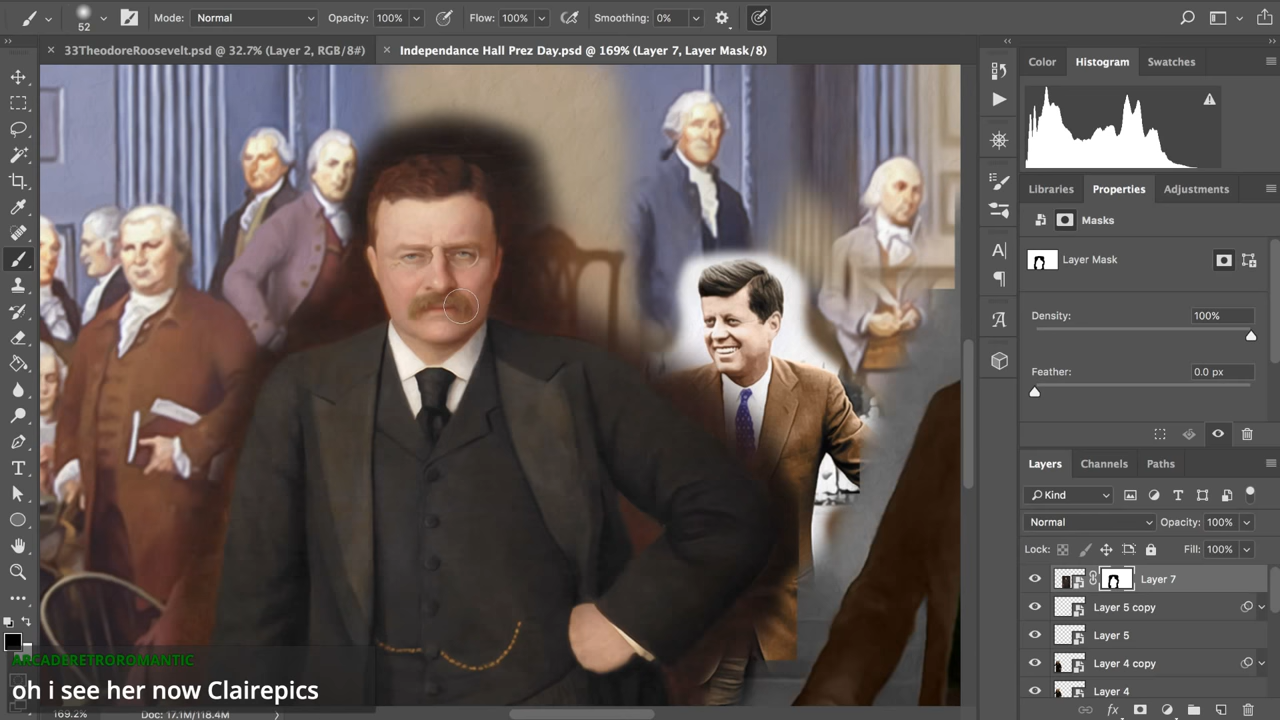 52
Mode:
Normal
Opacity:
100%
Flow:
100%
Smoothing:
0%
33TheodoreRoosevelt.psd @ 32.7% (Layer 2, RGB/8#)
Independance Hall Prez Day.psd @ 169% (Layer 7, Layer Mask/8)
Color
Histogram
Swatches
Libraries
Properties
Adjustments
Masks
Layer Mask
Density:
100%
Feather:
0.0 px
Layers
Channels
Paths
Kind
Normal
Opacity:
100%
Lock:
Fill:
100%
Layer 7
Layer 5 copy
Layer 5
Layer 4 copy
Layer 4
ARCADERETROROMANTIC
oh i see her now Clairepics
169.2%
Doc: 17.1M/118.4M